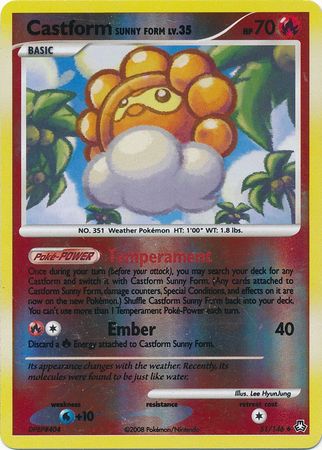 Castform SUNNY FORM LV.35 HP 70
BASIC
NO. 351 Weather Pokémon HT: 1'00" WT: 1.8 lbs.
Poké-POWER Temperament
Once during your turn (before your attack), you may search your deck for any
Castform and switch it with Castform Sunny Form. (Any cards attached to
Castform Sunny Form, damage counters, Special Conditions, and effects on it are
now on the new Pokémon.) Shuffle Castform Sunny Form back into your deck.
You can't use more than 1 Temperament Poké-Power each turn.
Ember 40
Discard a Energy attached to Castform Sunny Form.
Its appearance changes with the weather. Recently, Its
molecules were found to be just like water.
Illus. Lee HyunJung
weakness resistance retreat cost
+10
DPBP#404 ©2008 Pokémon/Nintendo 51/146